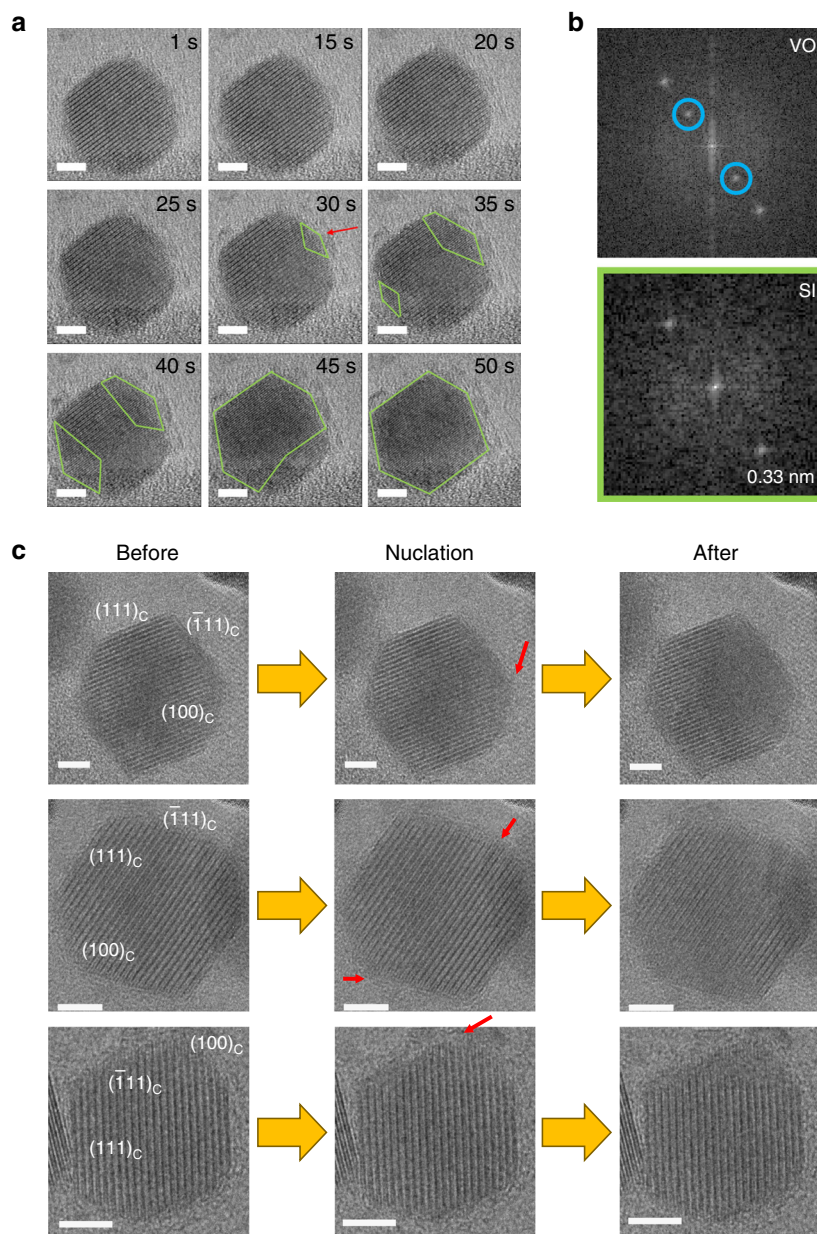 a
1 s
15 s
20 s
25 s
30 s
35 s
40 s
45 s
50 s
b
VO
SI
0.33 nm
c
Before
Nuclation
After
(111)C
(1̅11)C
(100)C
(1̅11)C
(111)C
(100)C
(100)C
(1̅11)C
(111)C